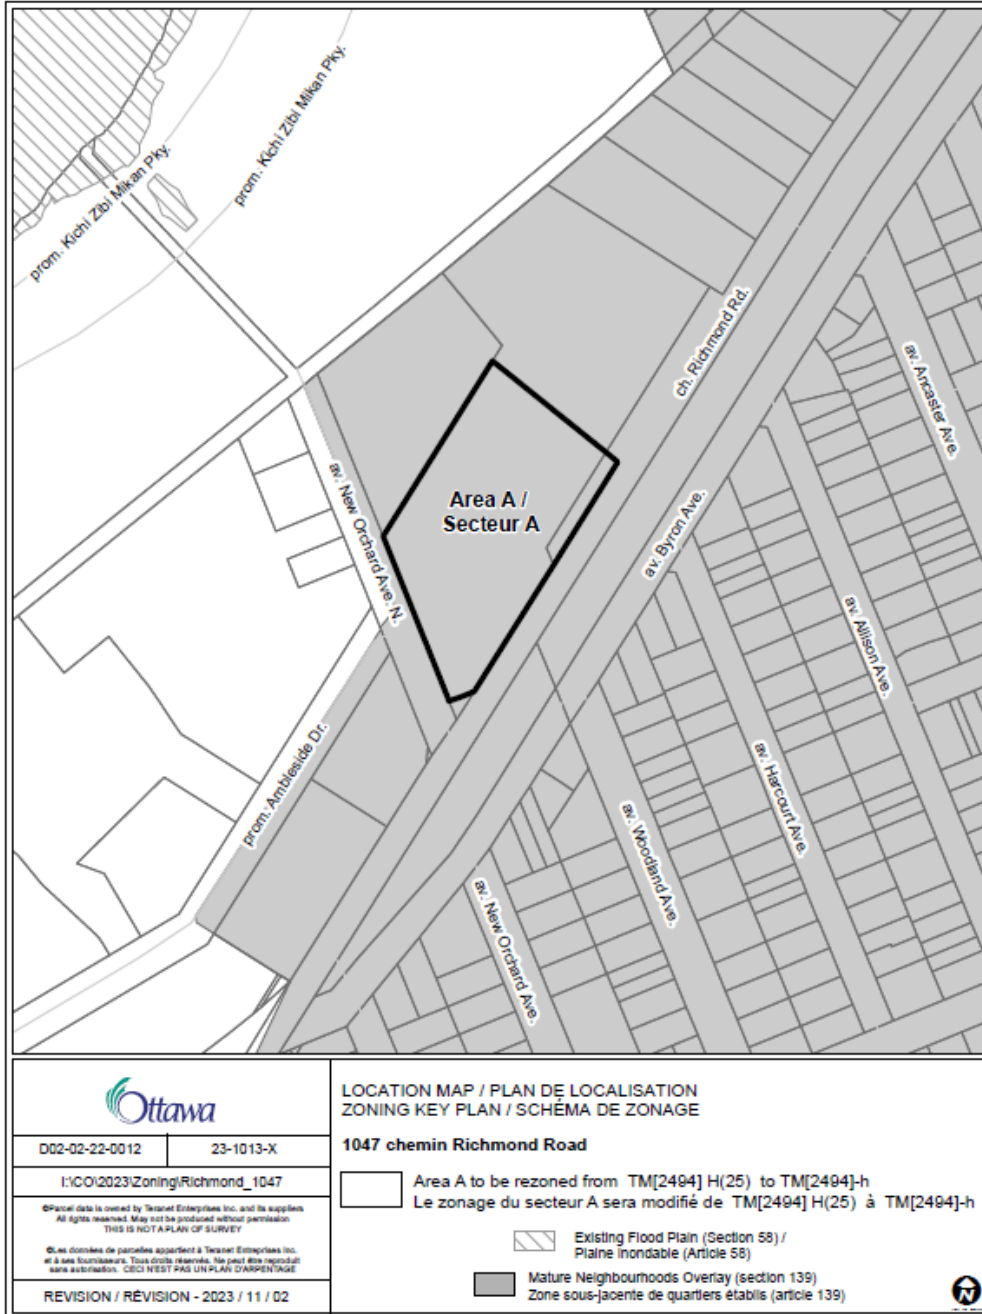 prom. Kichi Zibi Mikan Pky.
prom. Kichi Zibi Mikan Pky.
ch. Richmond Rd.
av. Ancaster Ave.
Area A /
Secteur A
av. New Orchard Ave. N.
av. Byron Ave.
av. Allison Ave.
prom. Ambleside Dr.
av. Harcourt Ave.
av. Woodland Ave.
av. New Orchard Ave.
Ottawa
D02-02-22-0012
23-1013-X
I:\CO\2023\Zoning\Richmond_1047
©Parcel data is owned by Teranet Enterprises Inc. and its suppliers
All rights reserved. May not be produced without permission
THIS IS NOT A PLAN OF SURVEY
©Les données de parcelles appartient à Teranet Entreprises Inc.
et à ses fournisseurs. Tous droits réservés. Ne peut être reproduit
sans autorisation. CECI N'EST PAS UN PLAN D'ARPENTAGE
REVISION / RÉVISION - 2023 / 11 / 02
LOCATION MAP / PLAN DE LOCALISATION
ZONING KEY PLAN / SCHÉMA DE ZONAGE
1047 chemin Richmond Road
Area A to be rezoned from TM[2494] H(25) to TM[2494]-h
Le zonage du secteur A sera modifié de TM[2494] H(25) à TM[2494]-h
Existing Flood Plain (Section 58) /
Plaine Inondable (Article 58)
Mature Neighbourhoods Overlay (section 139)
Zone sous-jacente de quartiers établis (article 139)
N